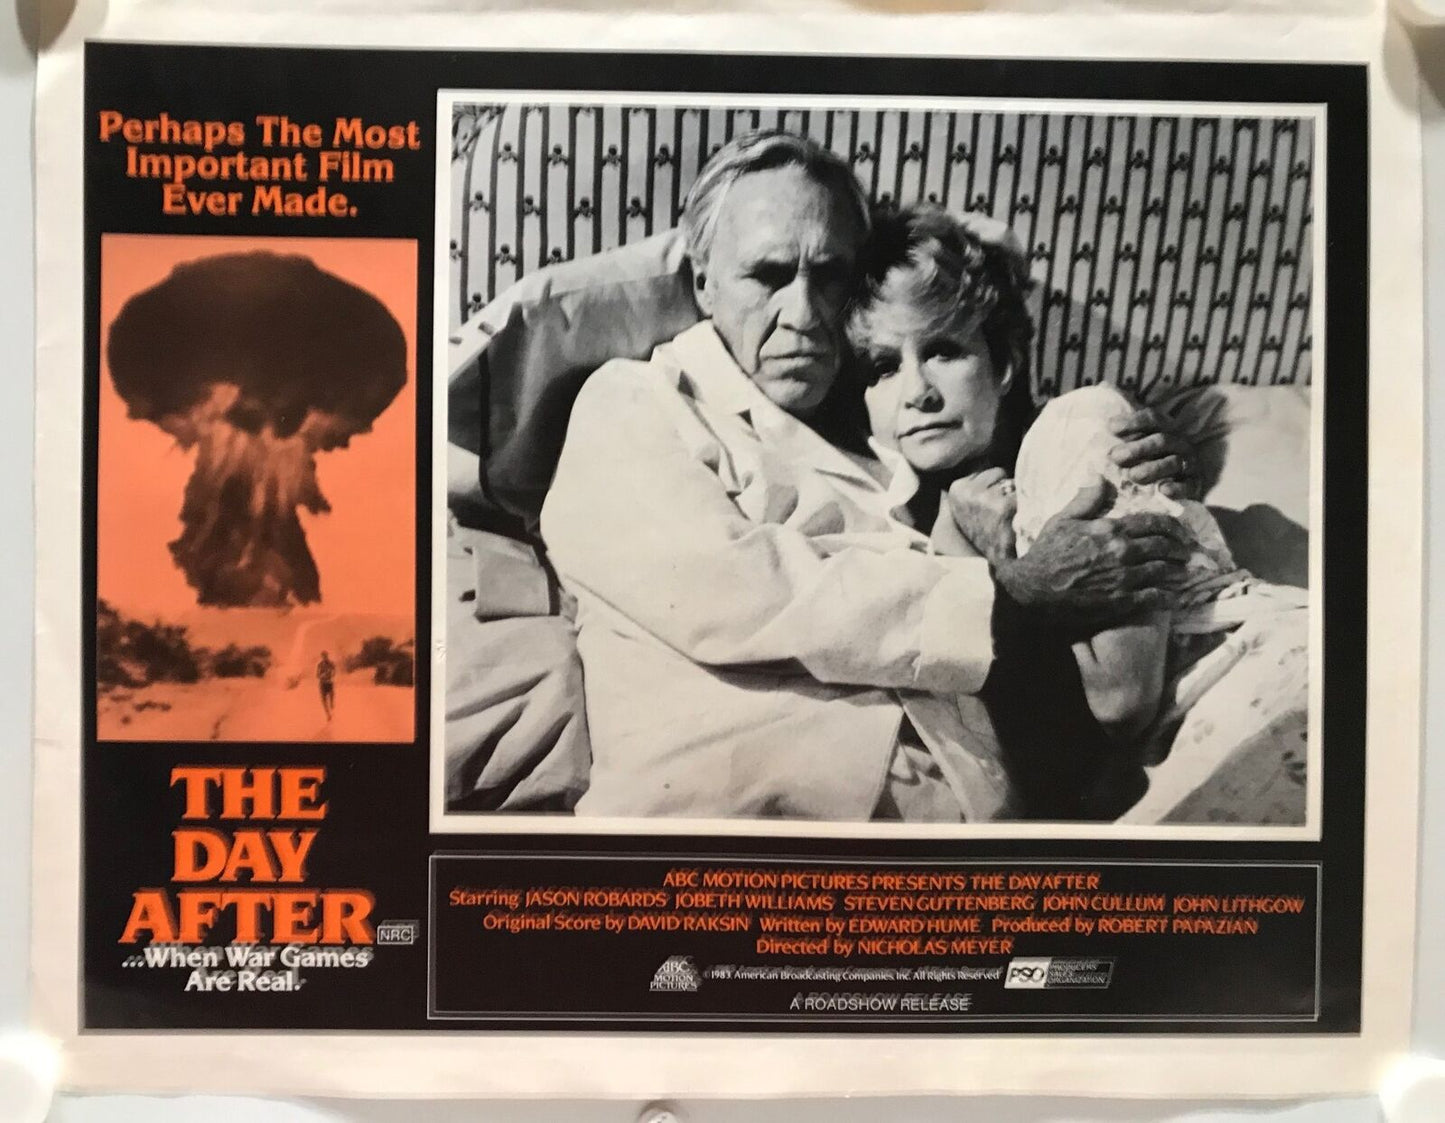 Perhaps The Most
Important Film
Ever Made.
THE
DAY
AFTER
NRC
...When War Games
Are Real.
ABC MOTION PICTURES PRESENTS THE DAY AFTER
Starring JASON ROBARDS JOBETH WILLIAMS STEVEN GUTTENBERG JOHN CULLUM JOHN LITHGOW
Original Score by DAVID RAKSIN Written by EDWARD HUME Produced by ROBERT PAPAZIAN
Directed by NICHOLAS MEYER
ABC
MOTION
PICTURES
©1983 American Broadcasting Companies, Inc. All Rights Reserved
PSO
PRODUCERS
SALES
ORGANIZATION
A ROADSHOW RELEASE